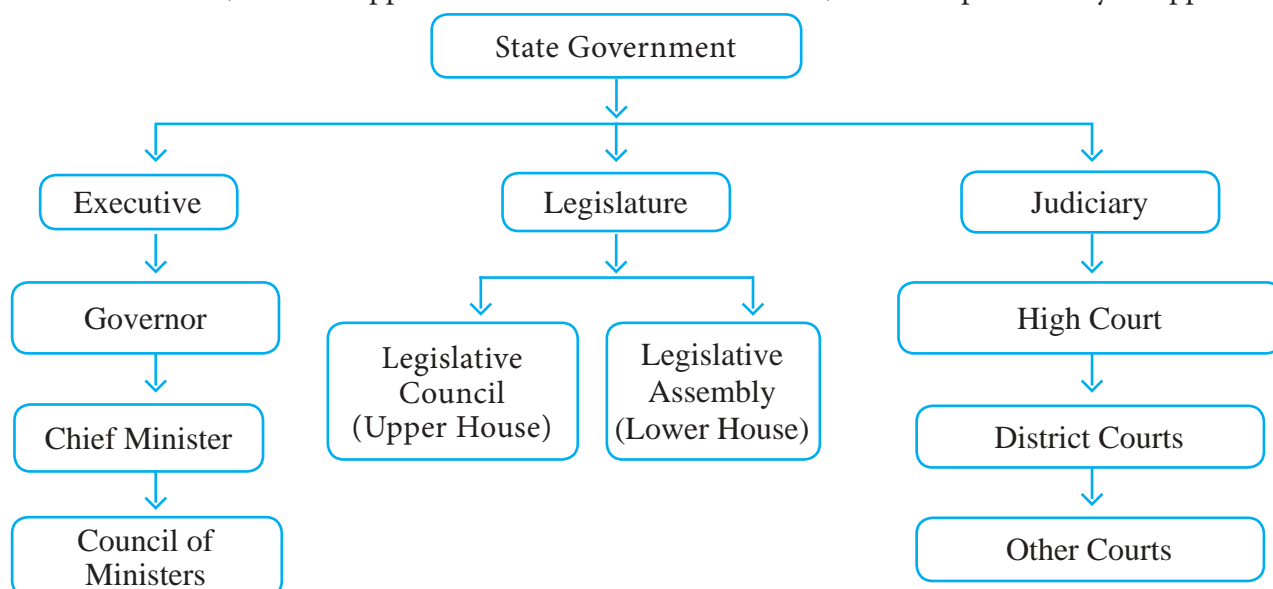 State Government
Executive
Legislature
Judiciary
Governor
Legislative
Council
(Upper House)
Legislative
Assembly
(Lower House)
High Court
Chief Minister
District Courts
Council of
Ministers
Other Courts